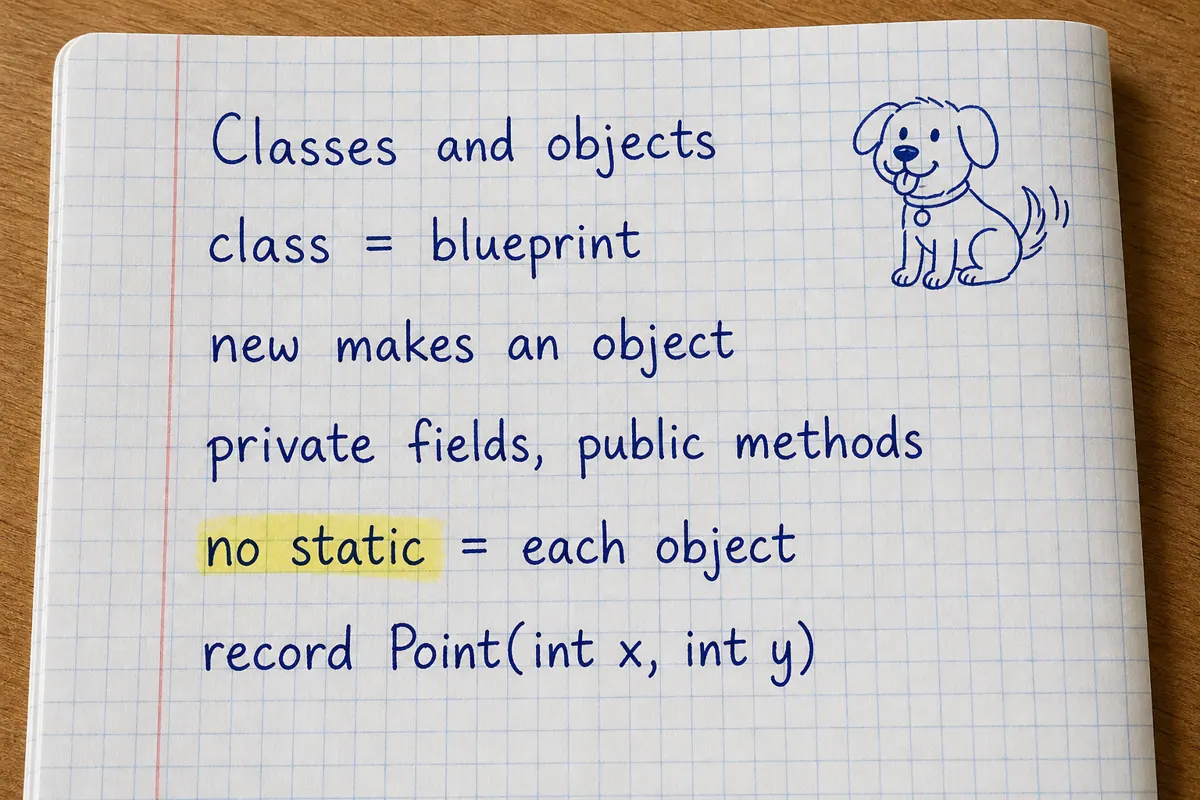 Classes and objects
class = blueprint
new makes an object
private fields, public methods
no static = each object
record Point(int x, int y)